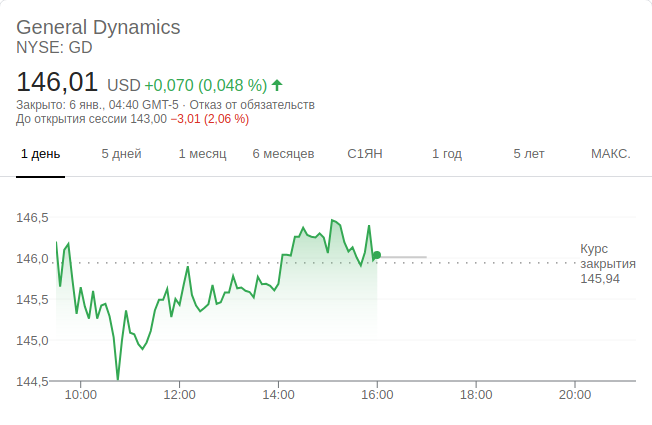 General Dynamics
NYSE: GD
146,01 USD +0,070 (0,048 %)
Закрыто: 6 янв., 04:40 GMT-5 · Отказ от обязательств
До открытия сессии 143,00 −3,01 (2,06 %)
1 день 5 дней 1 месяц 6 месяцев С1ЯН 1 год 5 лет МАКС.
146,5
146,0
145,5
145,0
144,5
Курс
закрытия
145,94
10:00 12:00 14:00 16:00 18:00 20:00